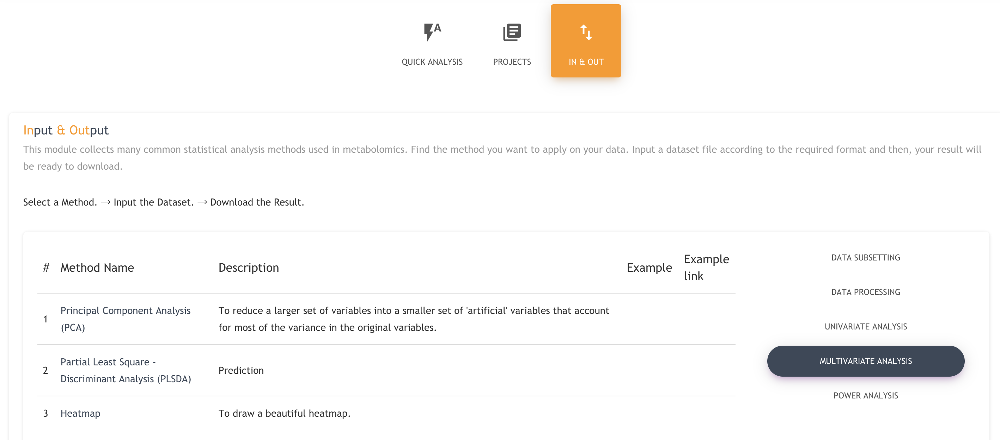 QUICK ANALYSIS
PROJECTS
IN & OUT
Input & Output
This module collects many common statistical analysis methods used in metabolomics. Find the method you want to apply on your data. Input a dataset file according to the required format and then, your result will
be ready to download.
Select a Method. → Input the Dataset. → Download the Result.
# Method Name Description Example Example
link
1 Principal Component Analysis
(PCA)
To reduce a larger set of variables into a smaller set of 'artificial' variables that account
for most of the variance in the original variables.
2 Partial Least Square -
Discriminant Analysis (PLSDA)
Prediction
3 Heatmap To draw a beautiful heatmap.
DATA SUBSETTING
DATA PROCESSING
UNIVARIATE ANALYSIS
MULTIVARIATE ANALYSIS
POWER ANALYSIS